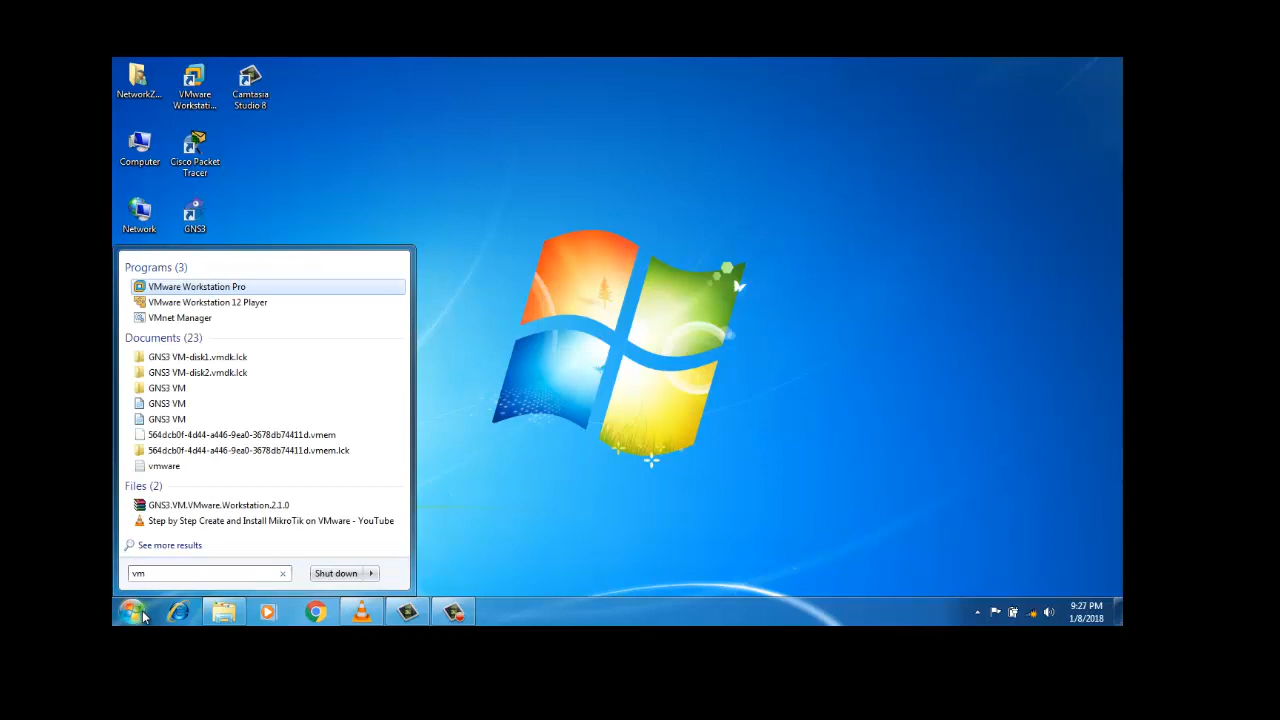 NetworkZ...
VMware
Workstati...
Camtasia
Studio 8
Computer
Cisco Packet
Tracer
Network
GNS3
Programs (3)
VMware Workstation Pro
VMware Workstation 12 Player
VMnet Manager
Documents (23)
GNS3 VM-disk1.vmdk.lck
GNS3 VM-disk2.vmdk.lck
GNS3 VM
GNS3 VM
GNS3 VM
564dcb0f-4d44-a446-9ea0-3678db74411d.vmem
564dcb0f-4d44-a446-9ea0-3678db74411d.vmem.lck
vmware
Files (2)
GNS3.VM.VMware.Workstation.2.1.0
Step by Step Create and Install MikroTik on VMware - YouTube
See more results
vm
Shut down
9:27 PM
1/8/2018